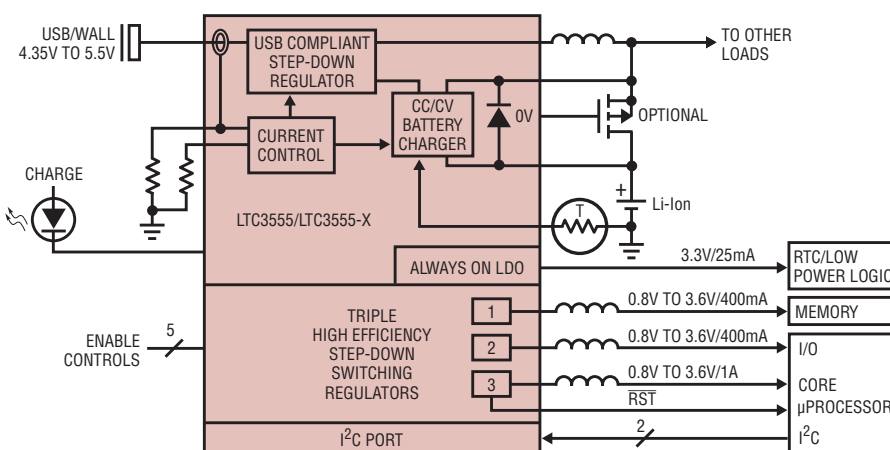 USB/WALL
4.35V TO 5.5V
USB COMPLIANT
STEP-DOWN
REGULATOR
TO OTHER
LOADS
CC/CV
BATTERY
CHARGER
0V
OPTIONAL
CURRENT
CONTROL
CHARGE
LTC3555/LTC3555-X
T
+
Li-Ion
ALWAYS ON LDO
3.3V/25mA
RTC/LOW
POWER LOGIC
ENABLE
CONTROLS
5
TRIPLE
HIGH EFFICIENCY
STEP-DOWN
SWITCHING
REGULATORS
1
0.8V TO 3.6V/400mA
MEMORY
2
0.8V TO 3.6V/400mA
I/O
3
0.8V TO 3.6V/1A
CORE
RST
µPROCESSOR
I²C PORT
2
I²C